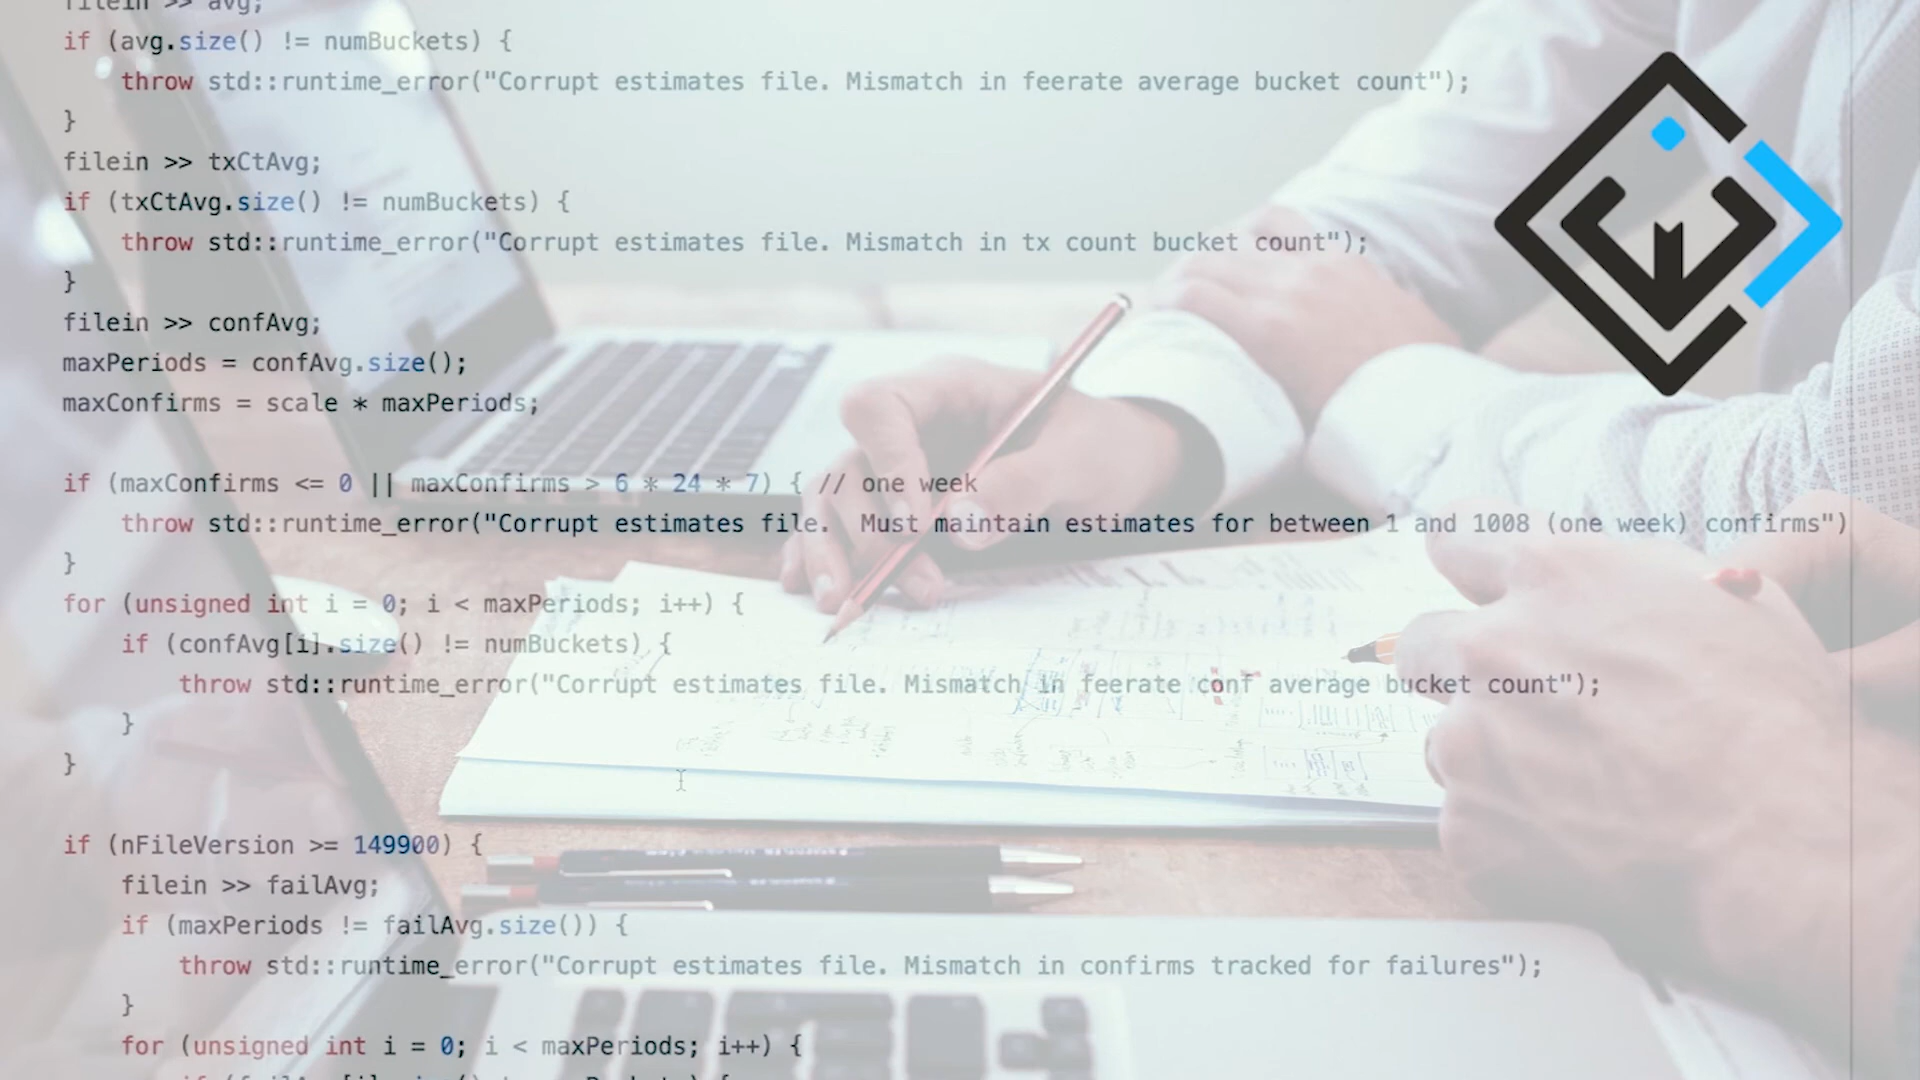 filein >> avg;
if (avg.size() != numBuckets) {
throw std::runtime_error("Corrupt estimates file. Mismatch in feerate average bucket count");
}
filein >> txCtAvg;
if (txCtAvg.size() != numBuckets) {
throw std::runtime_error("Corrupt estimates file. Mismatch in tx count bucket count");
}
filein >> confAvg;
maxPeriods = confAvg.size();
maxConfirms = scale * maxPeriods;
if (maxConfirms <= 0 || maxConfirms > 6 * 24 * 7) { // one week
throw std::runtime_error("Corrupt estimates file.  Must maintain estimates for between 1 and 1008 (one week) confirms")
}
for (unsigned int i = 0; i < maxPeriods; i++) {
if (confAvg[i].size() != numBuckets) {
throw std::runtime_error("Corrupt estimates file. Mismatch in feerate conf average bucket count");
}
}
if (nFileVersion >= 149900) {
filein >> failAvg;
if (maxPeriods != failAvg.size()) {
throw std::runtime_error("Corrupt estimates file. Mismatch in confirms tracked for failures");
}
for (unsigned int i = 0; i < maxPeriods; i++) {